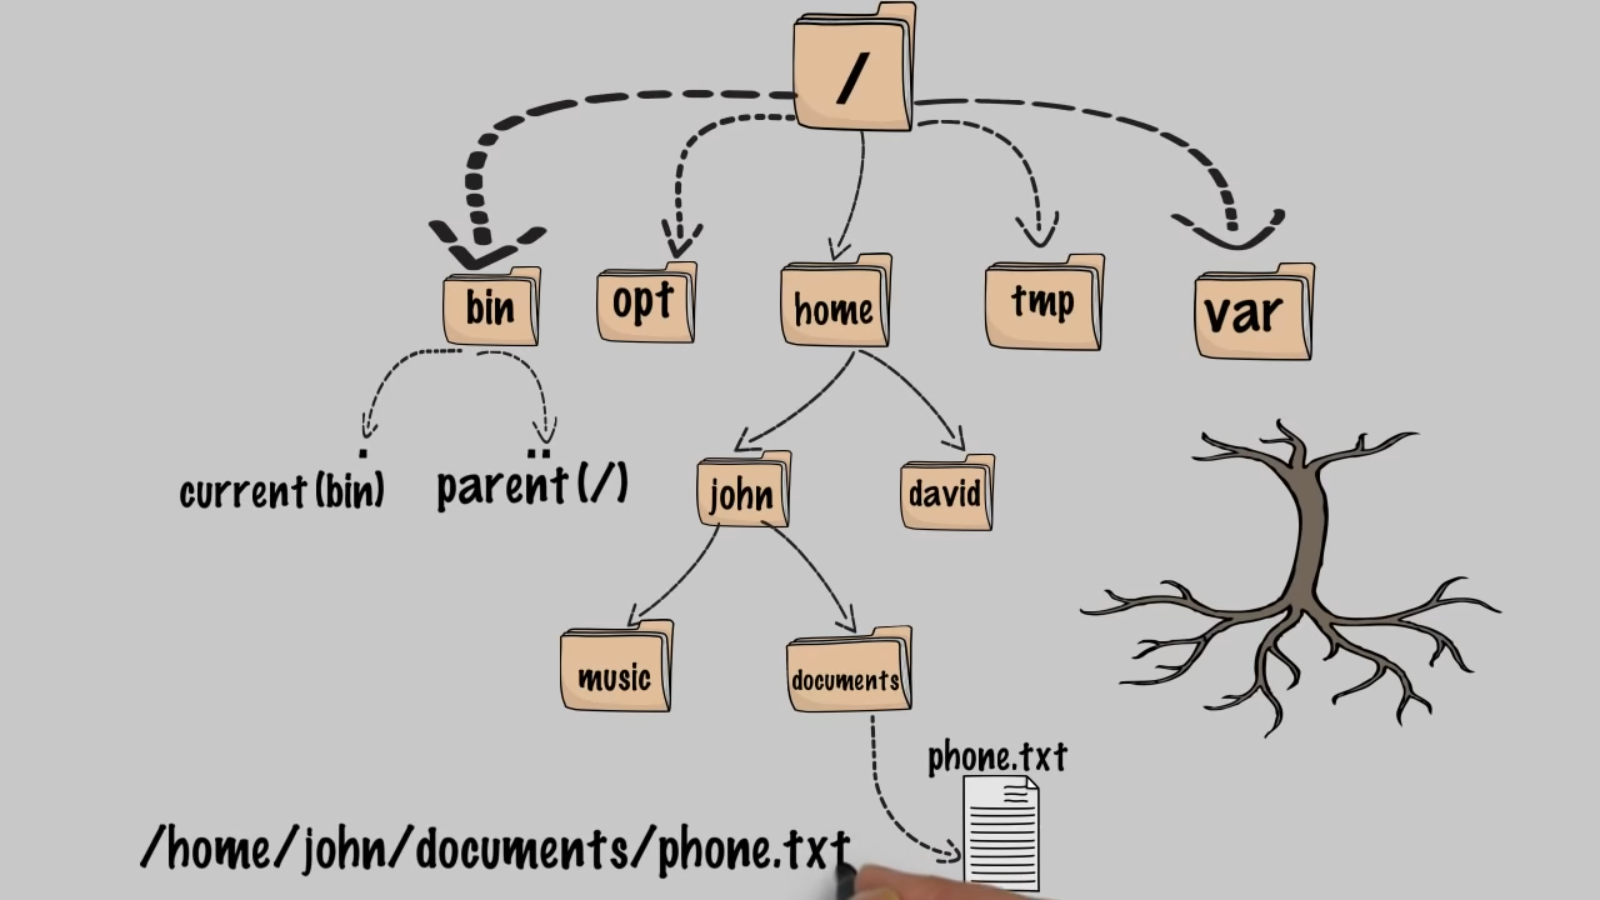 /
bin
opt
home
tmp
var
.
..
current (bin)
parent (/)
john
david
music
documents
phone.txt
/home/john/documents/phone.txt